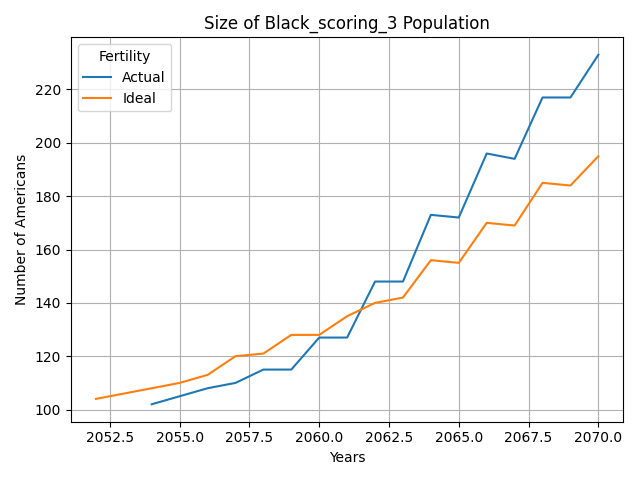 Size of Black_scoring_3 Population
Fertility
Actual
Ideal
Number of Americans
220
200
180
160
140
120
100
2052.5 2055.0 2057.5 2060.0 2062.5 2065.0 2067.5 2070.0
Years